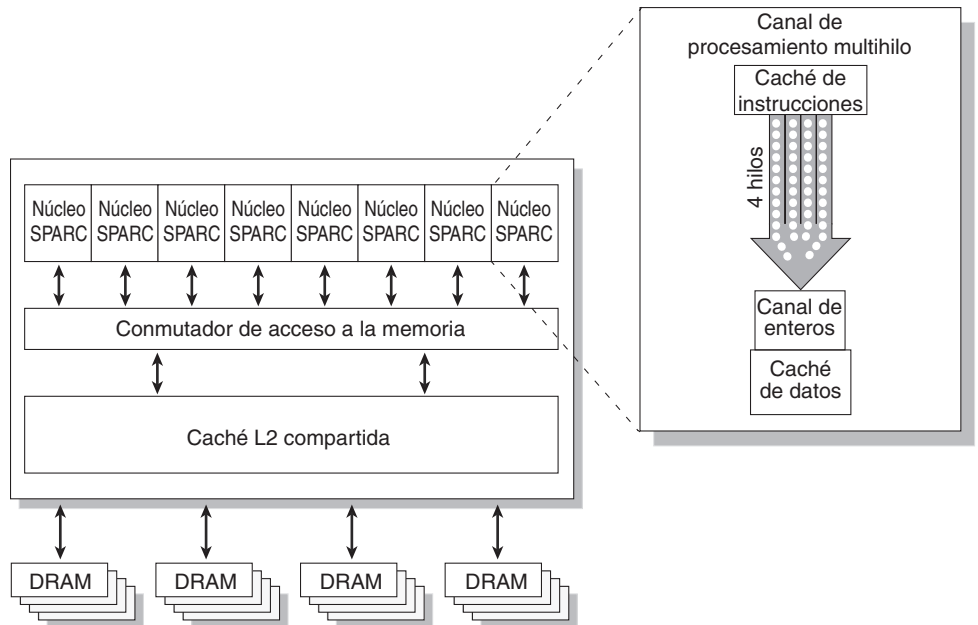 Canal de
procesamiento multihilo
Caché de
instrucciones
4 hilos
Canal de
enteros
Caché
de datos
Núcleo
SPARC
Núcleo
SPARC
Núcleo
SPARC
Núcleo
SPARC
Núcleo
SPARC
Núcleo
SPARC
Núcleo
SPARC
Núcleo
SPARC
Conmutador de acceso a la memoria
Caché L2 compartida
DRAM
DRAM
DRAM
DRAM